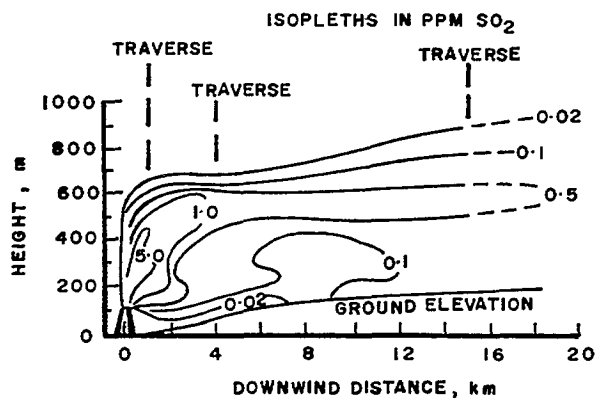 ISOPLETHS IN PPM SO2
TRAVERSE
TRAVERSE
TRAVERSE
1000
800
600
400
200
0
HEIGHT, m
0·02
0·1
0·5
1·0
5·0
0·1
0·02
GROUND ELEVATION
0 4 8 12 16 20
DOWNWIND DISTANCE, km